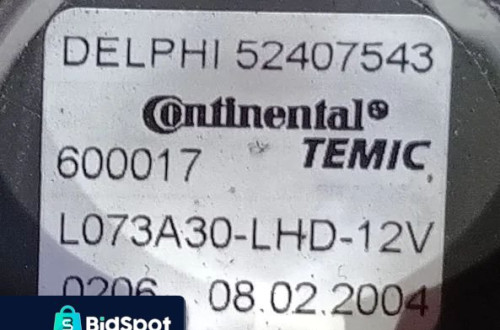 DELPHI 52407543
Continental®
600017 TEMIC
L073A30-LHD-12V
0206 08.02.2004
BidSpot